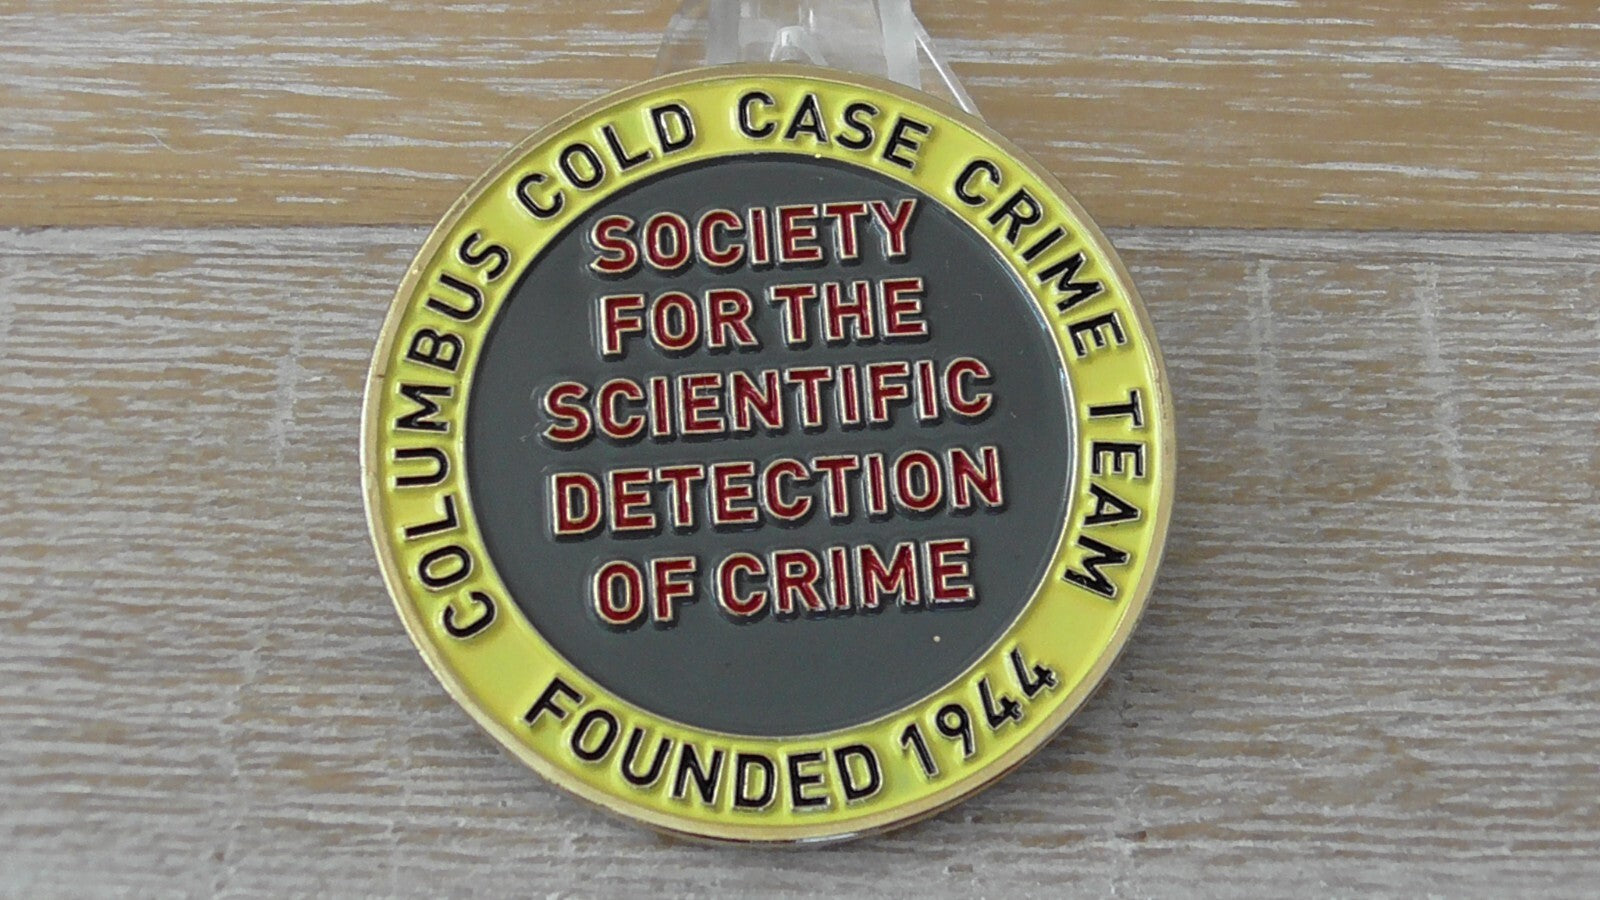 COLUMBUS COLD CASE CRIME TEAM
SOCIETY
FOR THE
SCIENTIFIC
DETECTION
OF CRIME
FOUNDED 1944